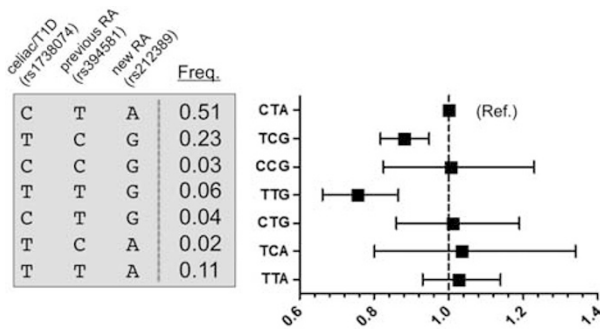 celiac/T1D
(rs1738074)
previous RA
(rs394581)
new RA
(rs212389)
Freq.
C T A 0.51
T C G 0.23
C C G 0.03
T T G 0.06
C T G 0.04
T C A 0.02
T T A 0.11
CTA (Ref.)
TCG
CCG
TTG
CTG
TCA
TTA
0.6 0.8 1.0 1.2 1.4